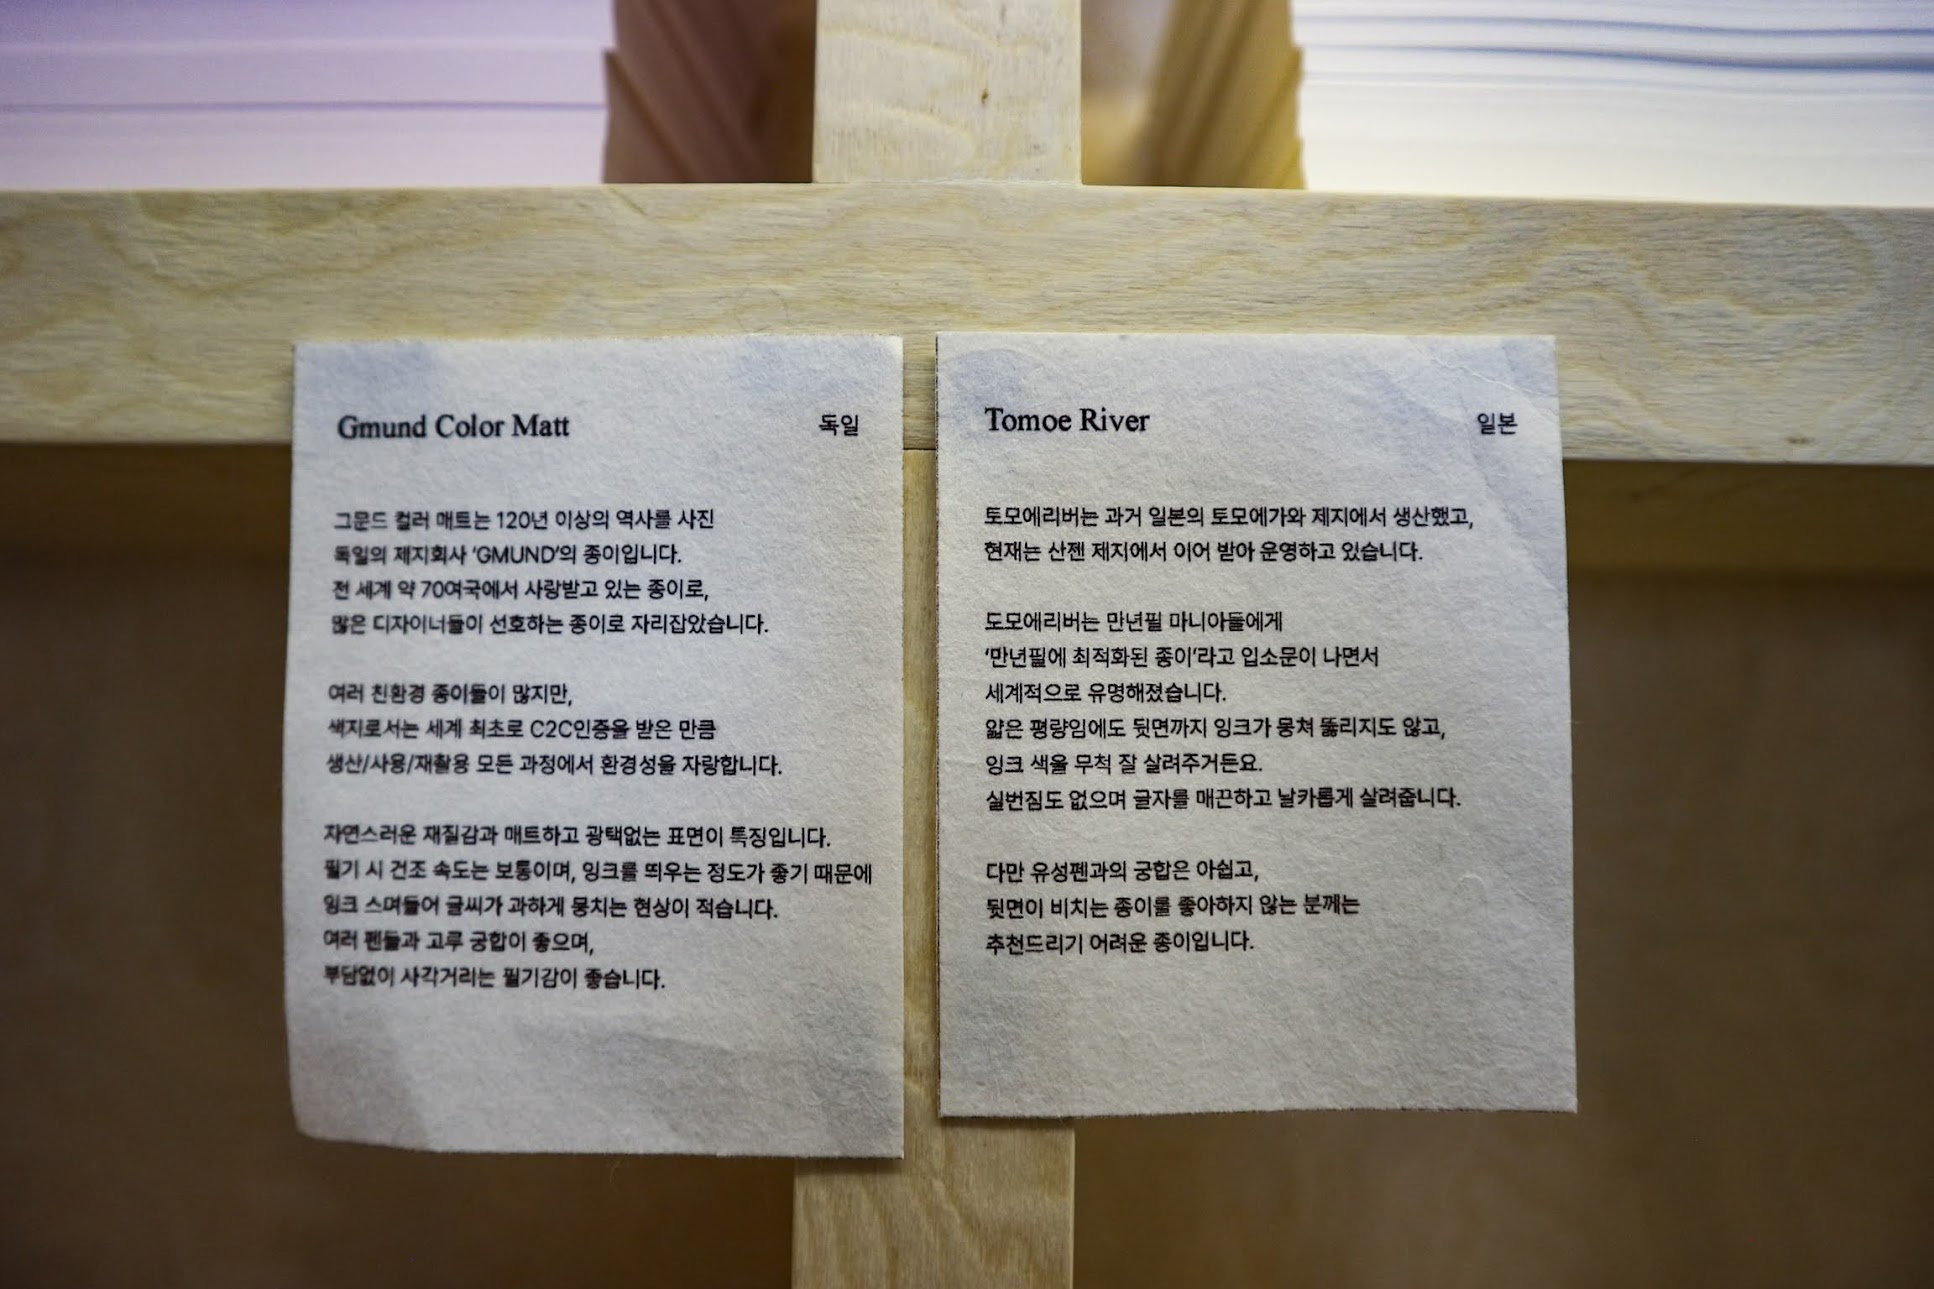 Gmund Color Matt
독일
그문드 컬러 매트는 120년 이상의 역사를 사진
독일의 제지회사 ‘GMUND’의 종이입니다.
전 세계 약 70여국에서 사랑받고 있는 종이로,
많은 디자이너들이 선호하는 종이로 자리잡았습니다.
여러 친환경 종이들이 많지만,
색지로서는 세계 최초로 C2C인증을 받은 만큼
생산/사용/재활용 모든 과정에서 환경성을 자랑합니다.
자연스러운 재질감과 매트하고 광택없는 표면이 특징입니다.
필기 시 건조 속도는 보통이며, 잉크를 띄우는 정도가 좋기 때문에
잉크 스며들어 글씨가 과하게 뭉치는 현상이 적습니다.
여러 펜들과 고루 궁합이 좋으며,
부담없이 사각거리는 필기감이 좋습니다.
Tomoe River
일본
토모에리버는 과거 일본의 토모에가와 제지에서 생산했고,
현재는 산젠 제지에서 이어 받아 운영하고 있습니다.
도모에리버는 만년필 마니아들에게
‘만년필에 최적화된 종이’라고 입소문이 나면서
세계적으로 유명해졌습니다.
얇은 평량임에도 뒷면까지 잉크가 뭉쳐 뚫리지도 않고,
잉크 색을 무척 잘 살려주거든요.
실번짐도 없으며 글자를 매끈하고 날카롭게 살려줍니다.
다만 유성펜과의 궁합은 아쉽고,
뒷면이 비치는 종이를 좋아하지 않는 분께는
추천드리기 어려운 종이입니다.